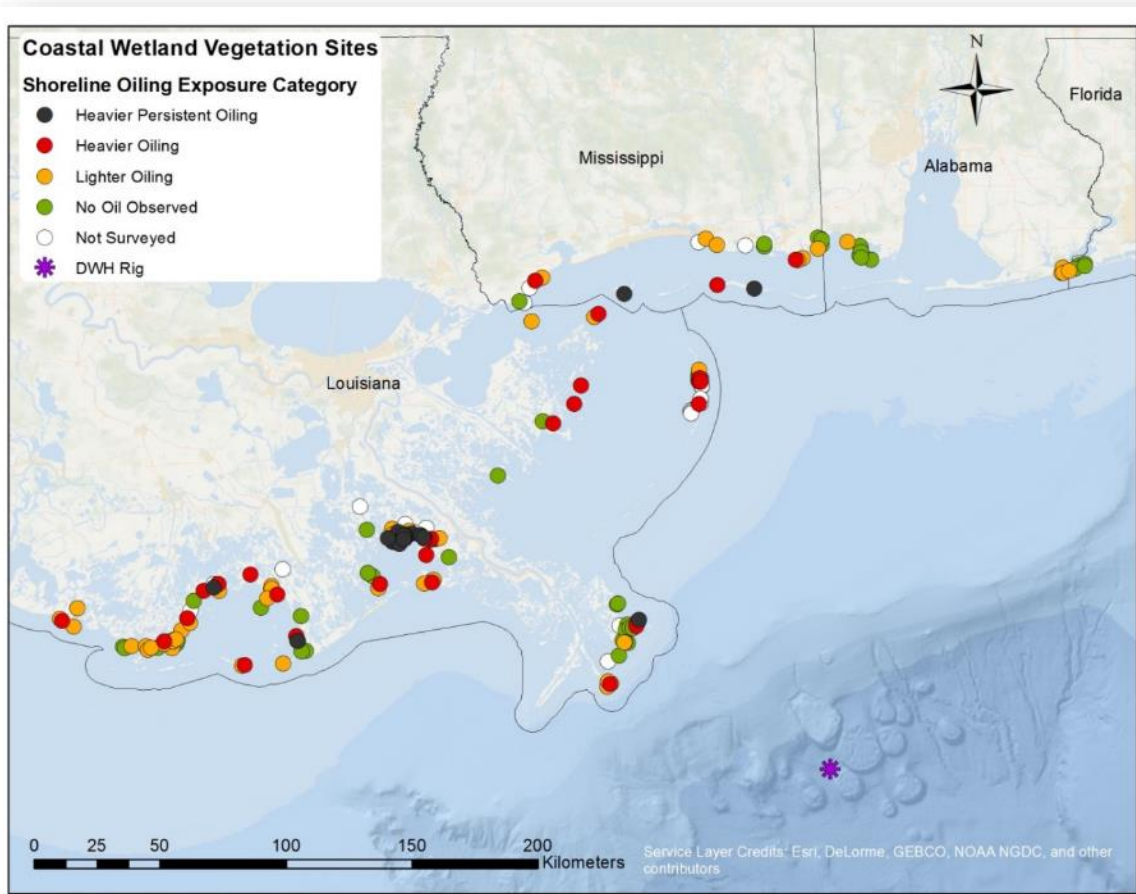 Coastal Wetland Vegetation Sites
Shoreline Oiling Exposure Category
Heavier Persistent Oiling
Heavier Oiling
Lighter Oiling
No Oil Observed
Not Surveyed
DWH Rig
N
Florida
Mississippi
Alabama
Louisiana
0 25 50 100 150 200
Kilometers
Service Layer Credits: Esri, DeLorme, GEBCO, NOAA NGDC, and other
contributors